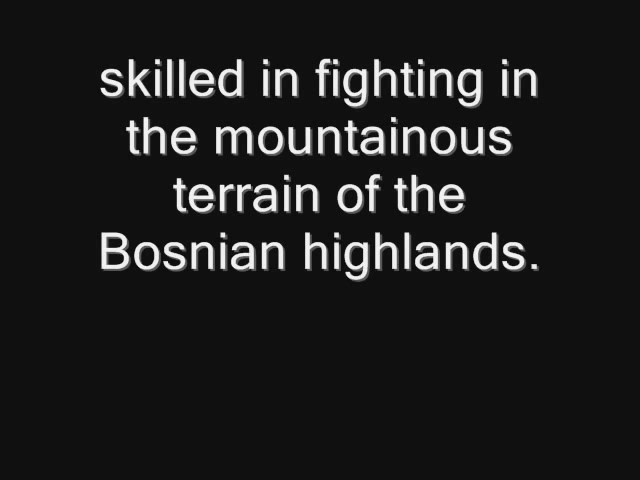 skilled in fighting in
the mountainous
terrain of the
Bosnian highlands.